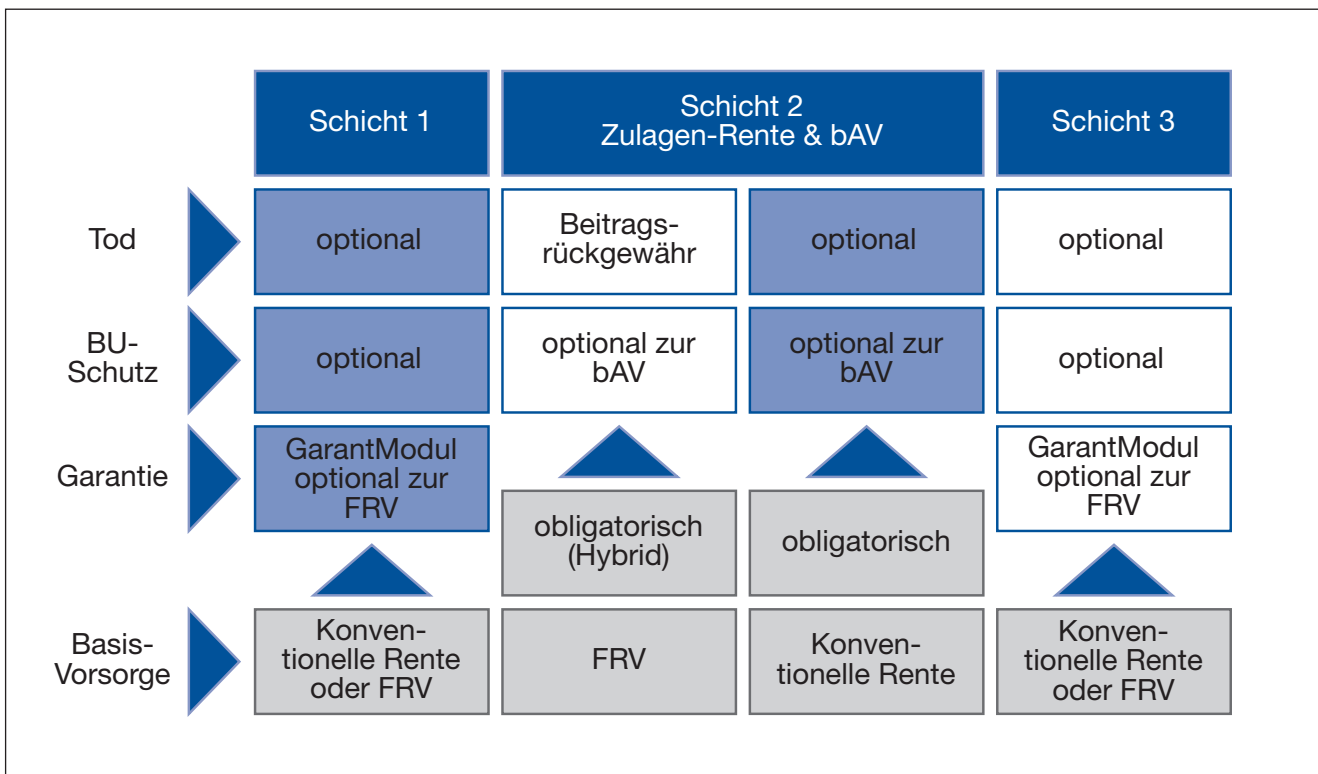 Schicht 1
Schicht 2
Zulagen-Rente & bAV
Schicht 3
Tod
optional
Beitrags-
rückgewähr
optional
optional
BU-
Schutz
optional
optional zur
bAV
optional zur
bAV
optional
Garantie
GarantModul
optional zur
FRV
obligatorisch
(Hybrid)
obligatorisch
GarantModul
optional zur
FRV
Basis-
Vorsorge
Konven-
tionelle Rente
oder FRV
FRV
Konven-
tionelle Rente
Konven-
tionelle Rente
oder FRV